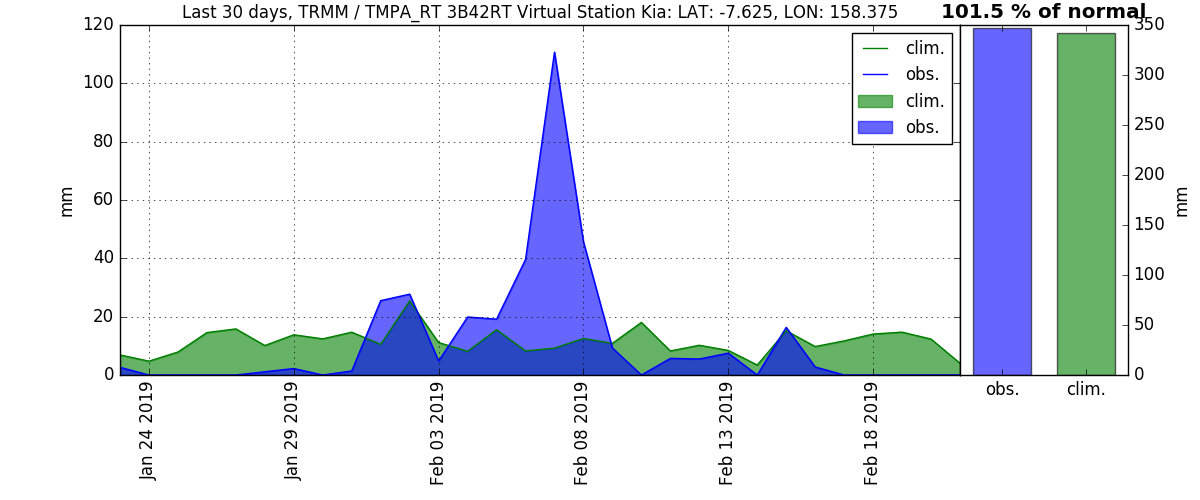 Last 30 days, TRMM / TMPA_RT 3B42RT Virtual Station Kia: LAT: -7.625, LON: 158.375
101.5 % of normal
120
100
80
60
40
20
0
mm
clim.
obs.
clim.
obs.
Jan 24 2019
Jan 29 2019
Feb 03 2019
Feb 08 2019
Feb 13 2019
Feb 18 2019
350
300
250
200
150
100
50
0
mm
obs.
clim.